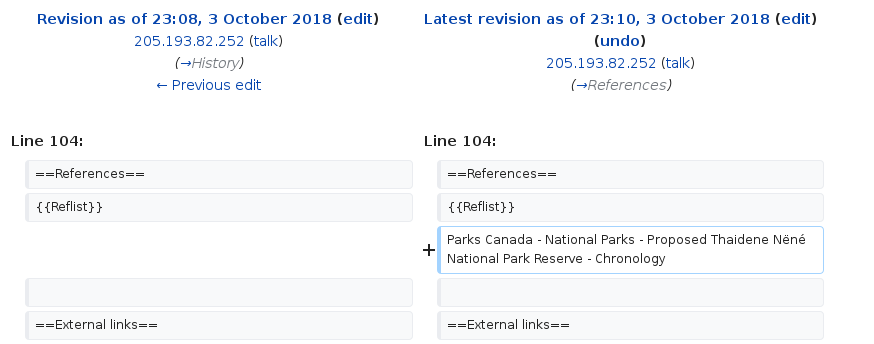 Revision as of 23:08, 3 October 2018 (edit)
205.193.82.252 (talk)
(→History)
← Previous edit
Latest revision as of 23:10, 3 October 2018 (edit)
(undo)
205.193.82.252 (talk)
(→References)
Line 104:
Line 104:
==References==
==References==
{{Reflist}}
{{Reflist}}
+ Parks Canada - National Parks - Proposed Thaidene Nëné
National Park Reserve - Chronology
==External links==
==External links==